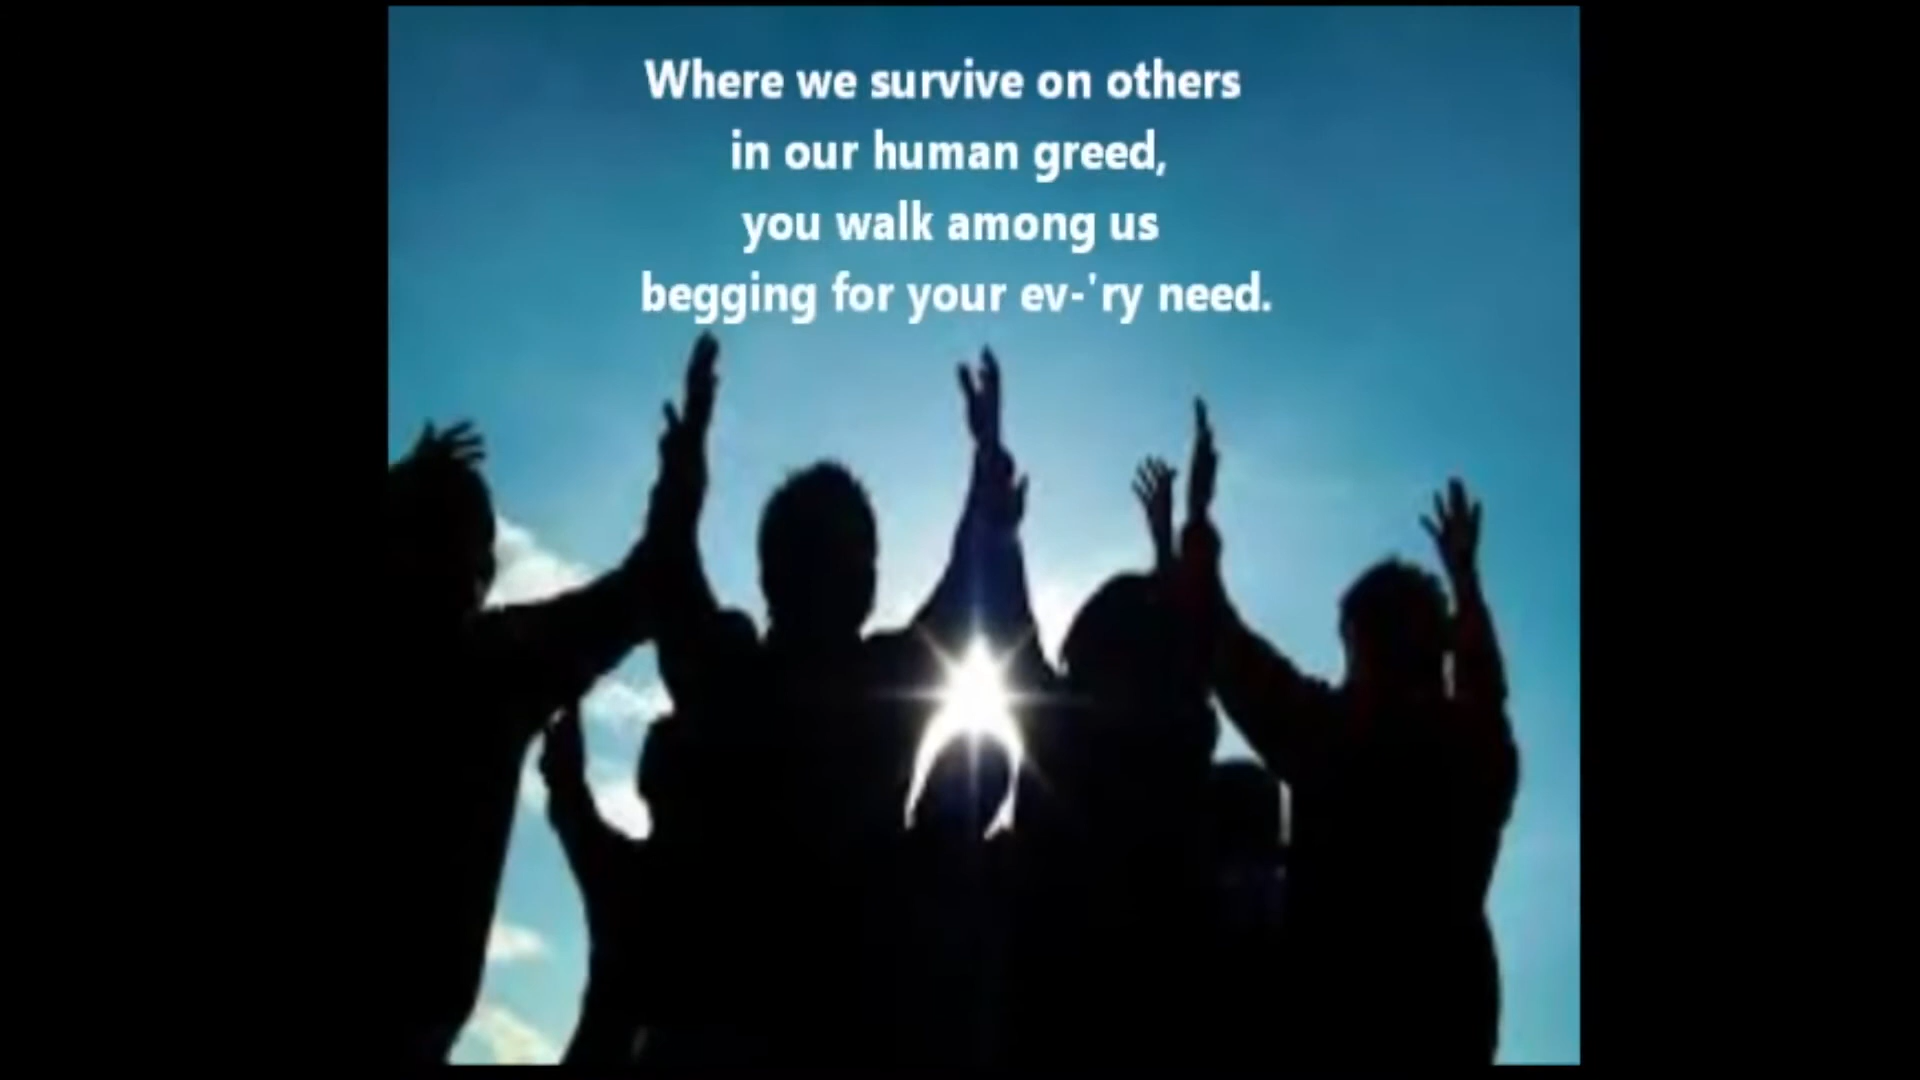 Where we survive on others
in our human greed,
you walk among us
begging for your ev-'ry need.